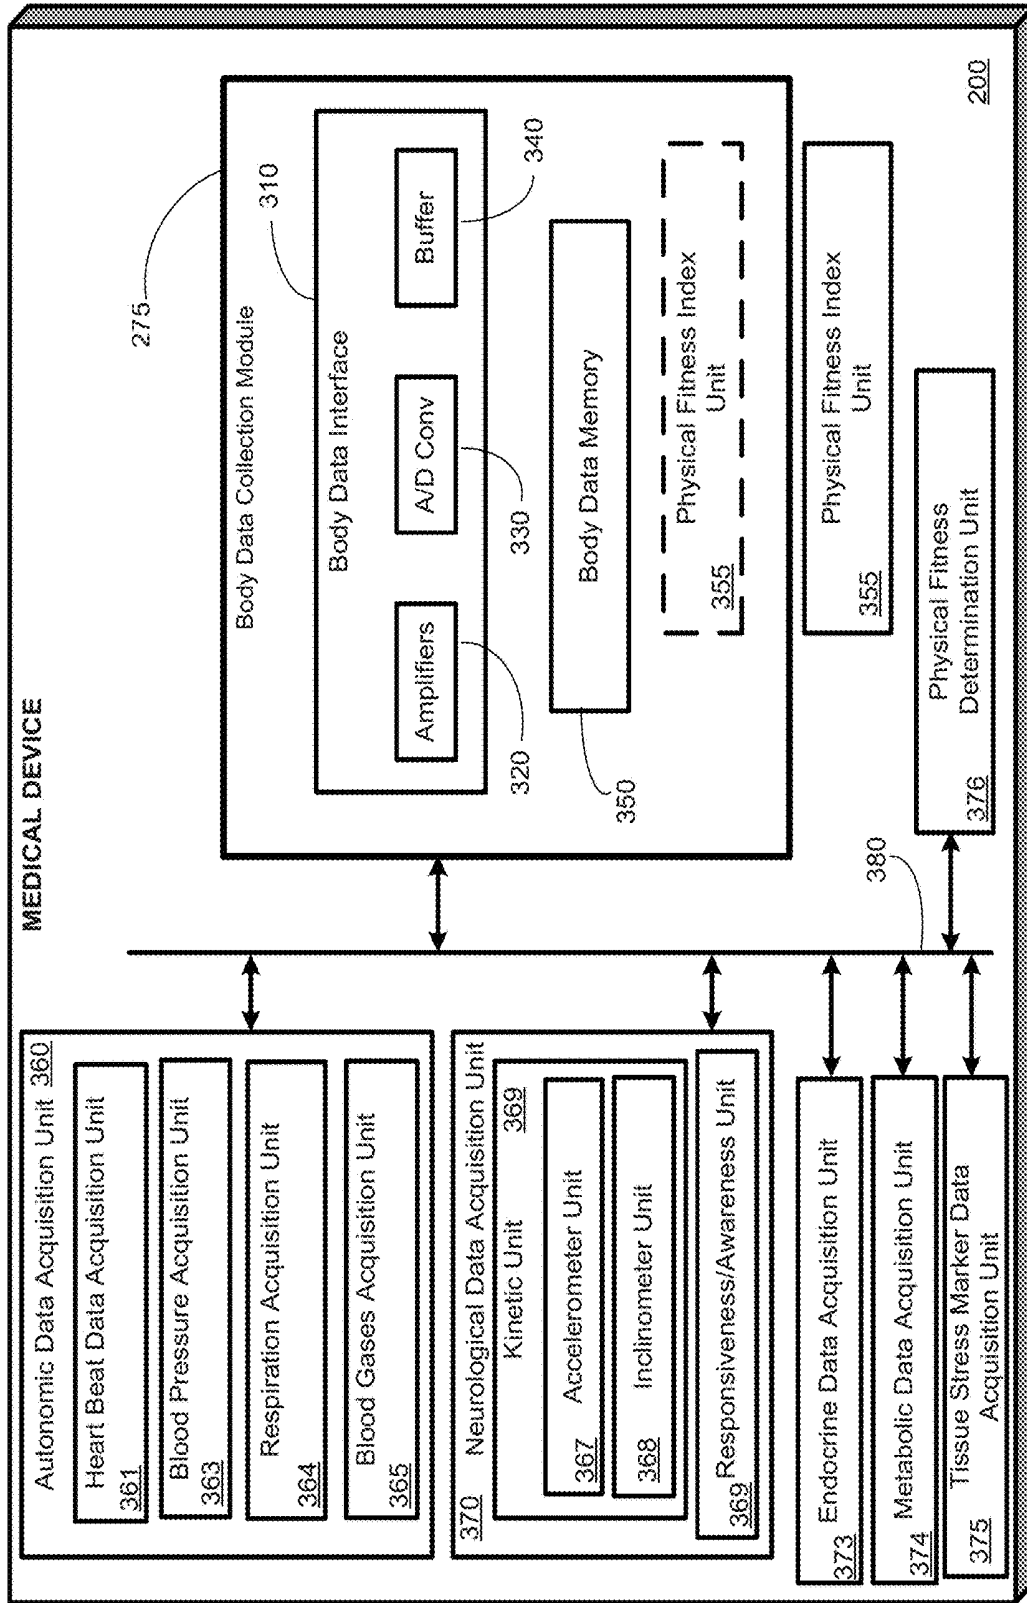 MEDICAL DEVICE
Autonomic Data Acquisition Unit 360
Heart Beat Data Acquisition Unit
361
Blood Pressure Acquisition Unit
363
Respiration Acquisition Unit
364
Blood Gases Acquisition Unit
365
370 Neurological Data Acquisition Unit
Kinetic Unit 369
Accelerometer Unit
367
Inclinometer Unit
368
Responsiveness/Awareness Unit
369
Endocrine Data Acquisition Unit
373
Metabolic Data Acquisition Unit
374
Tissue Stress Marker Data
Acquisition Unit
375
380
275
Body Data Collection Module
310
Body Data Interface
Amplifiers
A/D Conv
Buffer
320
330
340
Body Data Memory
350
Physical Fitness Index
Unit
355
Physical Fitness Index
Unit
355
Physical Fitness
Determination Unit
376
200